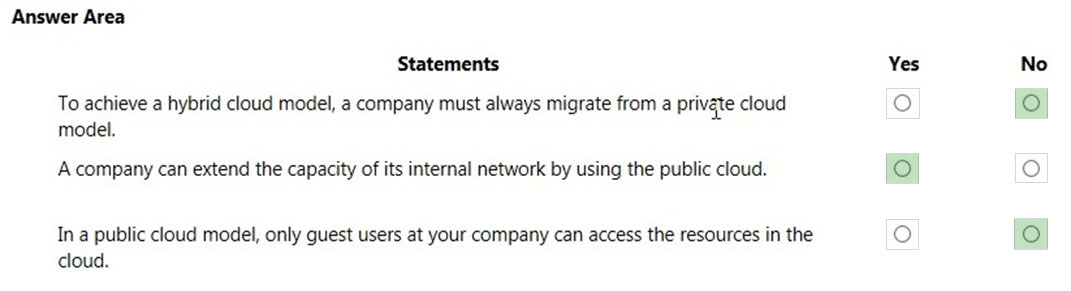 Answer Area
Statements Yes No
To achieve a hybrid cloud model, a company must always migrate from a private cloud
model.
A company can extend the capacity of its internal network by using the public cloud.
In a public cloud model, only guest users at your company can access the resources in the
cloud.